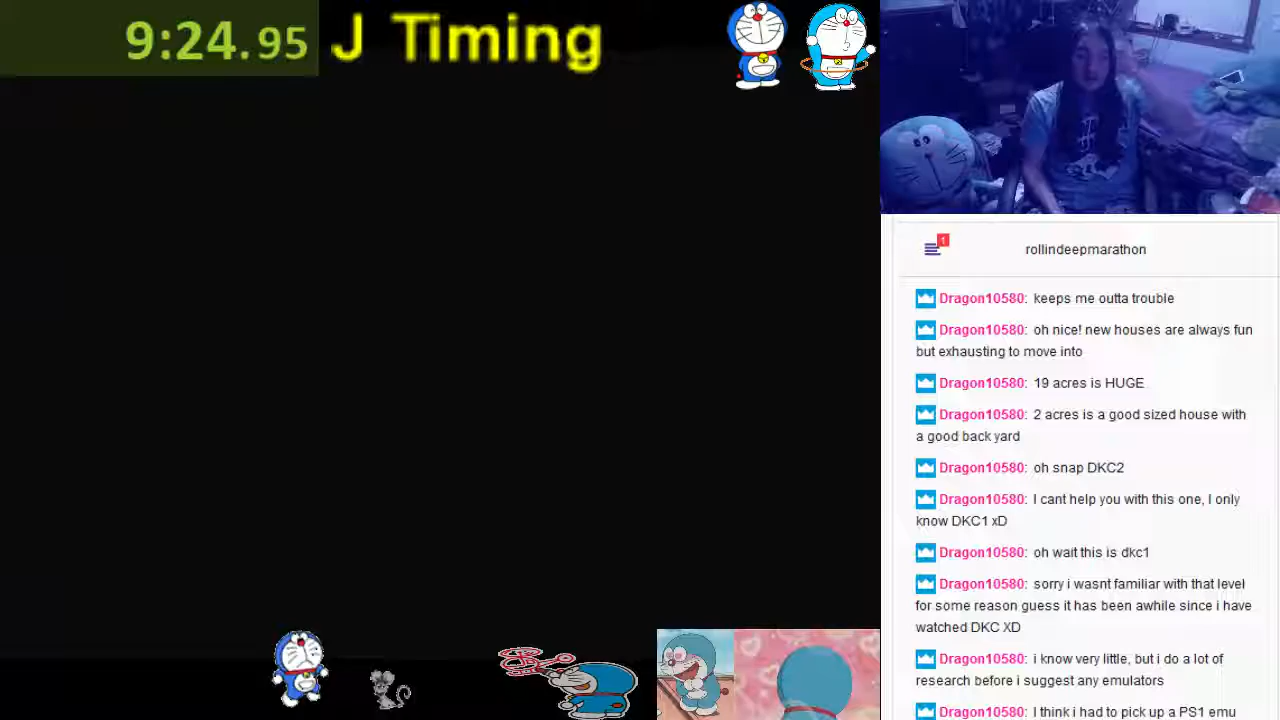 9:24.95 J Timing
1
rollindeepmarathon
Dragon10580: keeps me outta trouble
Dragon10580: oh nice! new houses are always fun
but exhausting to move into
Dragon10580: 19 acres is HUGE
Dragon10580: 2 acres is a good sized house with
a good back yard
Dragon10580: oh snap DKC2
Dragon10580: I cant help you with this one, I only
know DKC1 xD
Dragon10580: oh wait this is dkc1
Dragon10580: sorry i wasnt familiar with that level
for some reason guess it has been awhile since i have
watched DKC XD
Dragon10580: i know very little, but i do a lot of
research before i suggest any emulators
Dragon10580: I think i had to pick up a PS1 emu